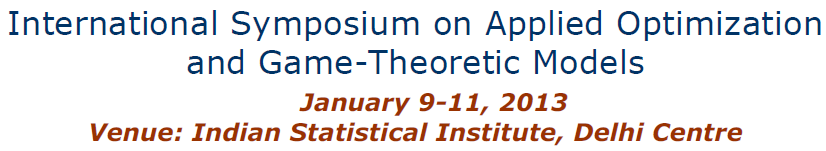 International Symposium on Applied Optimization
and Game-Theoretic Models
January 9-11, 2013
Venue: Indian Statistical Institute, Delhi Centre